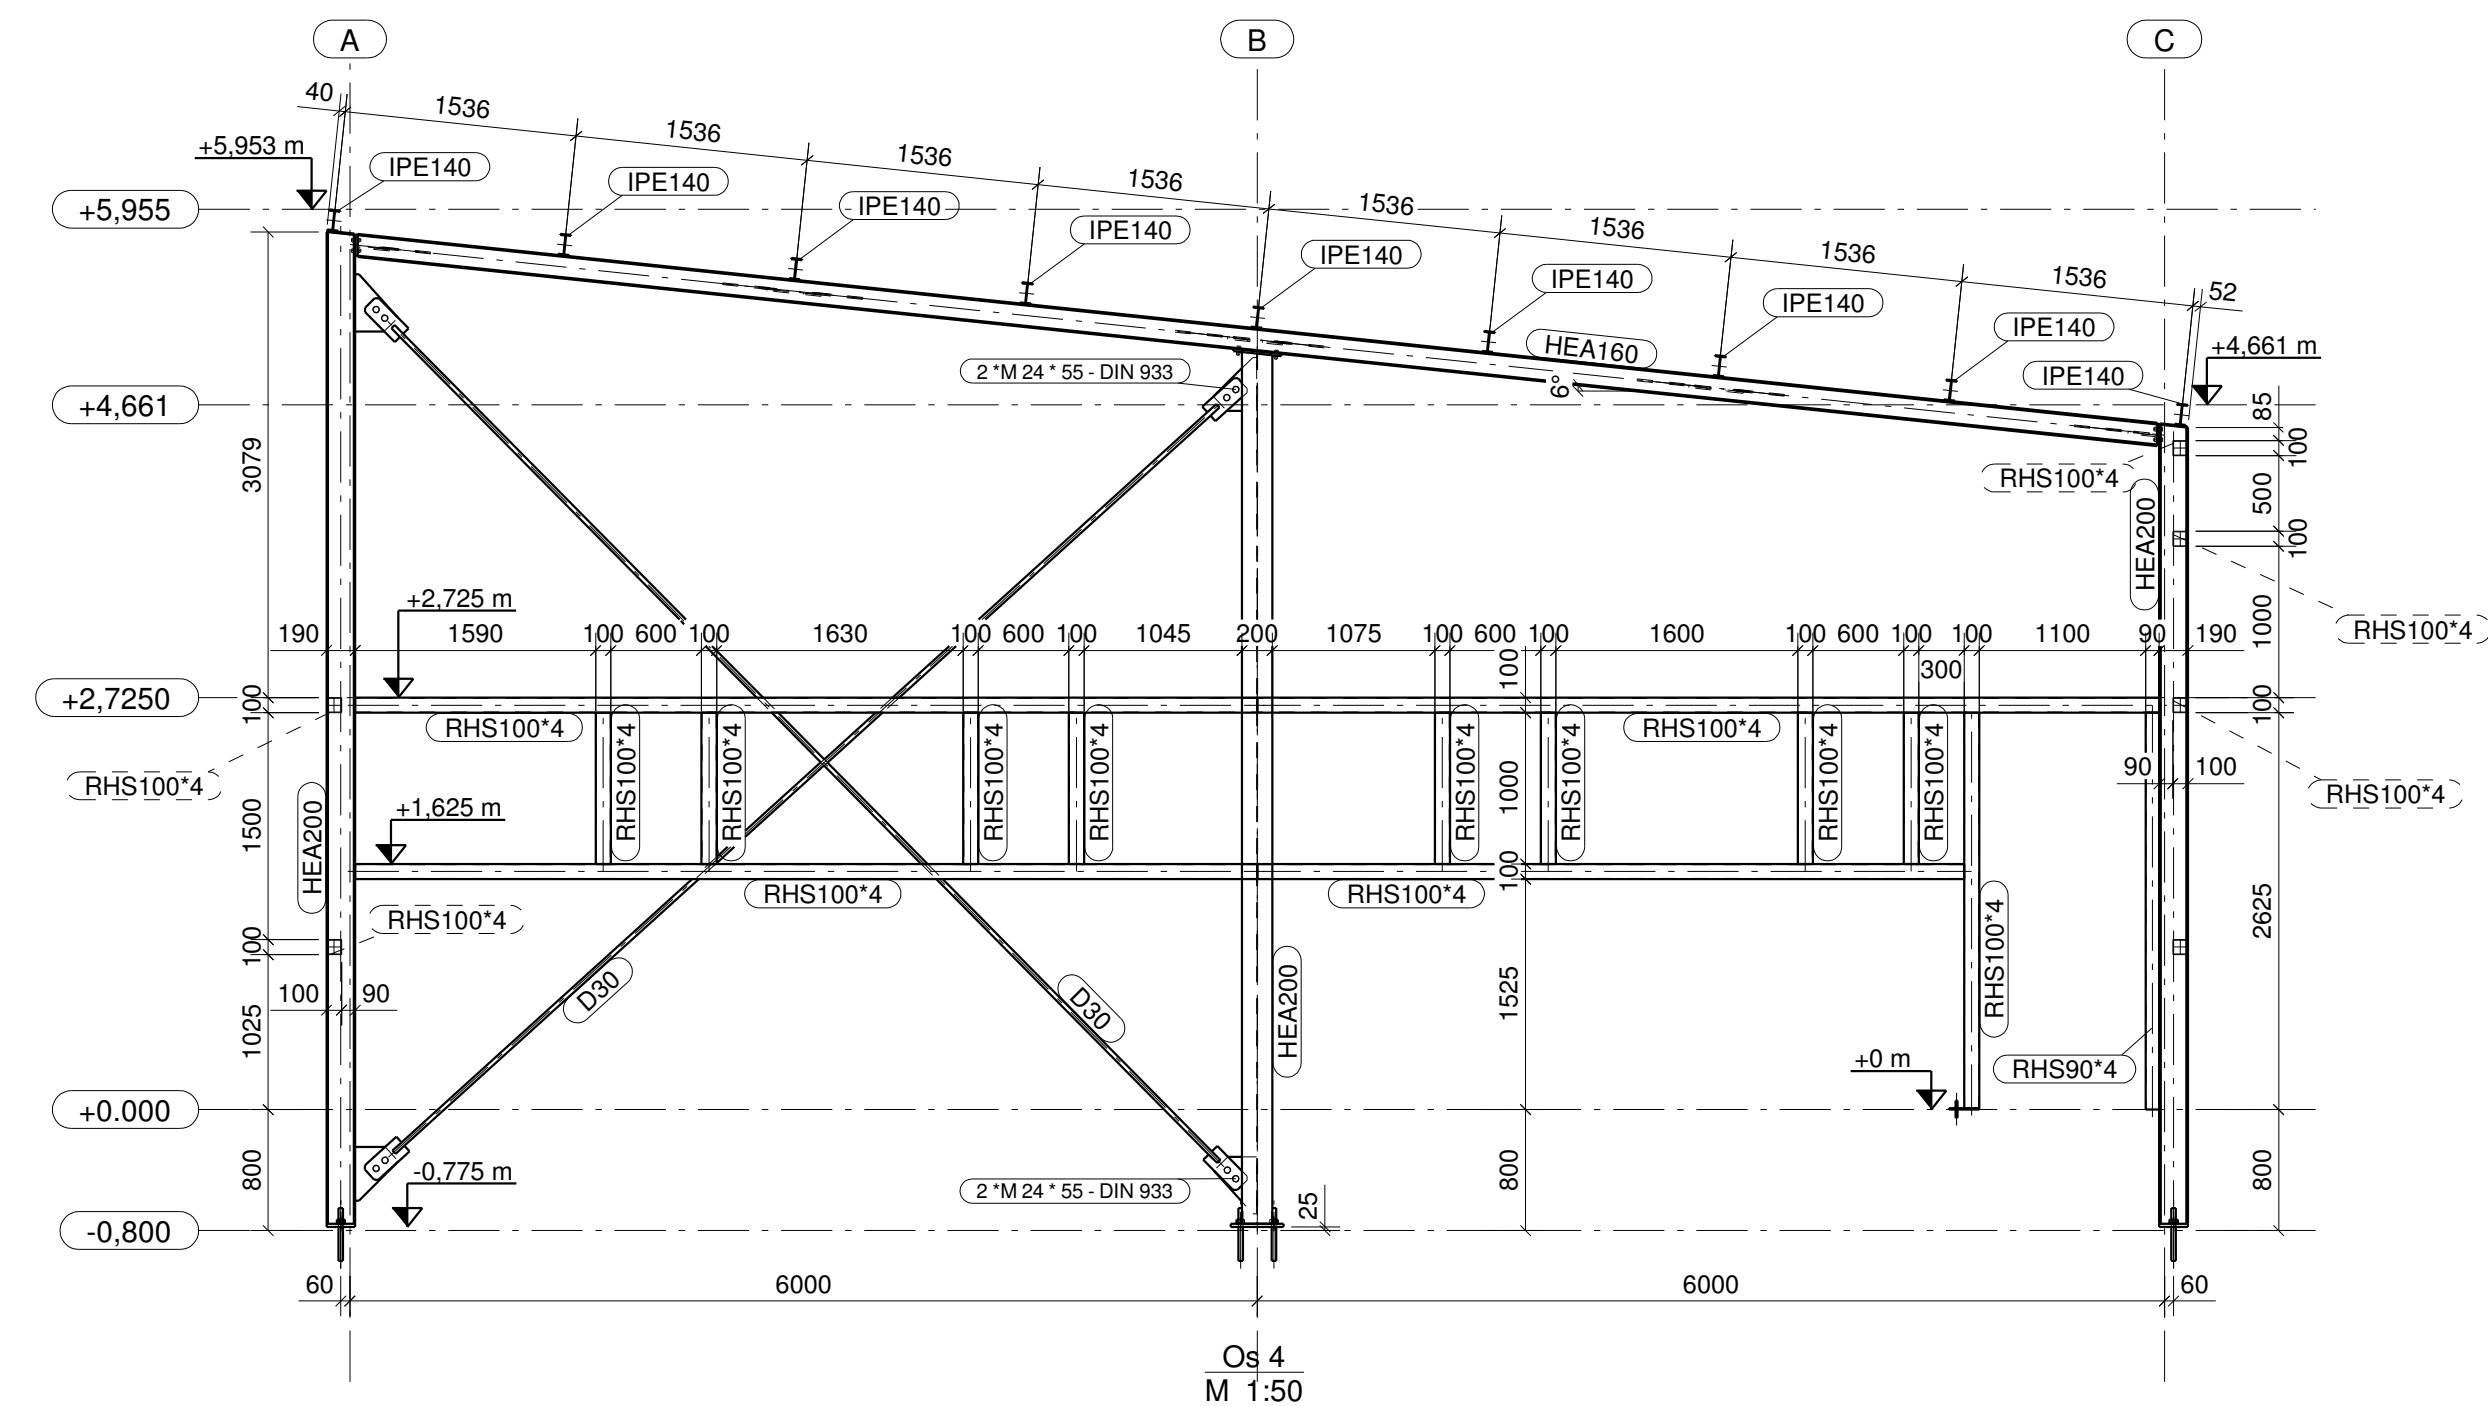 A
B
C
40
1536
1536
1536
1536
1536
1536
1536
1536
52
+5,953 m
IPE140
IPE140
IPE140
IPE140
IPE140
IPE140
IPE140
IPE140
IPE140
+5,955
HEA160
6°
+4,661 m
2 *M 24 * 55 - DIN 933
+4,661
85
100
500
100
1000
100
2625
800
RHS100*4
HEA200
RHS100*4
3079
100
1500
100
1025
800
+2,725 m
190
1590
100
600
100
1630
100
600
100
1045
200
1075
100
600
100
1600
100
600
100
300
100
1100
90
190
+2,7250
RHS100*4
RHS100*4
RHS100*4
RHS100*4
RHS100*4
RHS100*4
RHS100*4
RHS100*4
RHS100*4
RHS100*4
RHS100*4
100
1000
100
1525
800
90
100
RHS100*4
HEA200
+1,625 m
RHS100*4
RHS100*4
RHS100*4
RHS100*4
100
90
D30
D30
HEA200
+0 m
RHS90*4
+0.000
-0,775 m
2 *M 24 * 55 - DIN 933
25
-0,800
60
6000
6000
60
Os 4
M 1:50